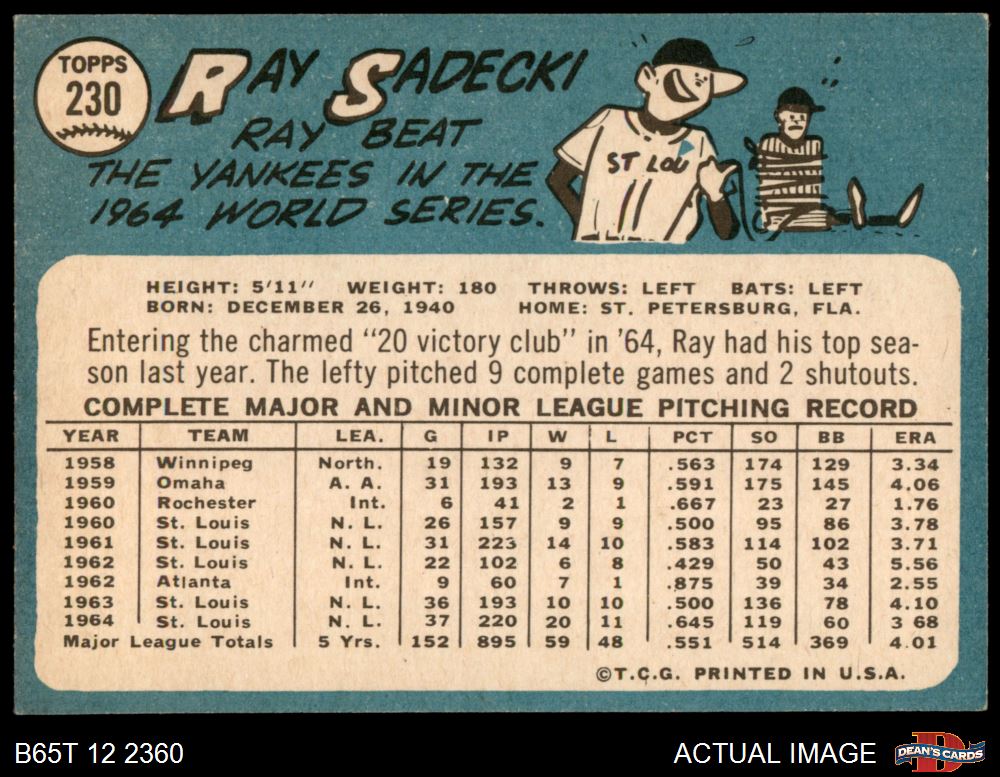 TOPPS
230
RAY SADECKI
RAY BEAT
THE YANKEES IN THE
1964 WORLD SERIES.
ST LOU
HEIGHT: 5'11" WEIGHT: 180 THROWS: LEFT BATS: LEFT
BORN: DECEMBER 26, 1940 HOME: ST. PETERSBURG, FLA.
Entering the charmed "20 victory club" in '64, Ray had his top sea-
son last year. The lefty pitched 9 complete games and 2 shutouts.
COMPLETE MAJOR AND MINOR LEAGUE PITCHING RECORD
YEAR TEAM LEA. G IP W L PCT SO BB ERA
1958 Winnipeg North. 19 132 9 7 .563 174 129 3.34
1959 Omaha A. A. 31 193 13 9 .591 175 145 4.06
1960 Rochester Int. 6 41 2 1 .667 23 27 1.76
1960 St. Louis N. L. 26 157 9 9 .500 95 86 3.78
1961 St. Louis N. L. 31 223 14 10 .583 114 102 3.71
1962 St. Louis N. L. 22 102 6 8 .429 50 43 5.56
1962 Atlanta Int. 9 60 7 1 .875 39 34 2.55
1963 St. Louis N. L. 36 193 10 10 .500 136 78 4.10
1964 St. Louis N. L. 37 220 20 11 .645 119 60 3 68
Major League Totals 5 Yrs. 152 895 59 48 .551 514 369 4.01
©T.C.G. PRINTED IN U.S.A.
B65T 12 2360 ACTUAL IMAGE
D
DEAN'S CARDS